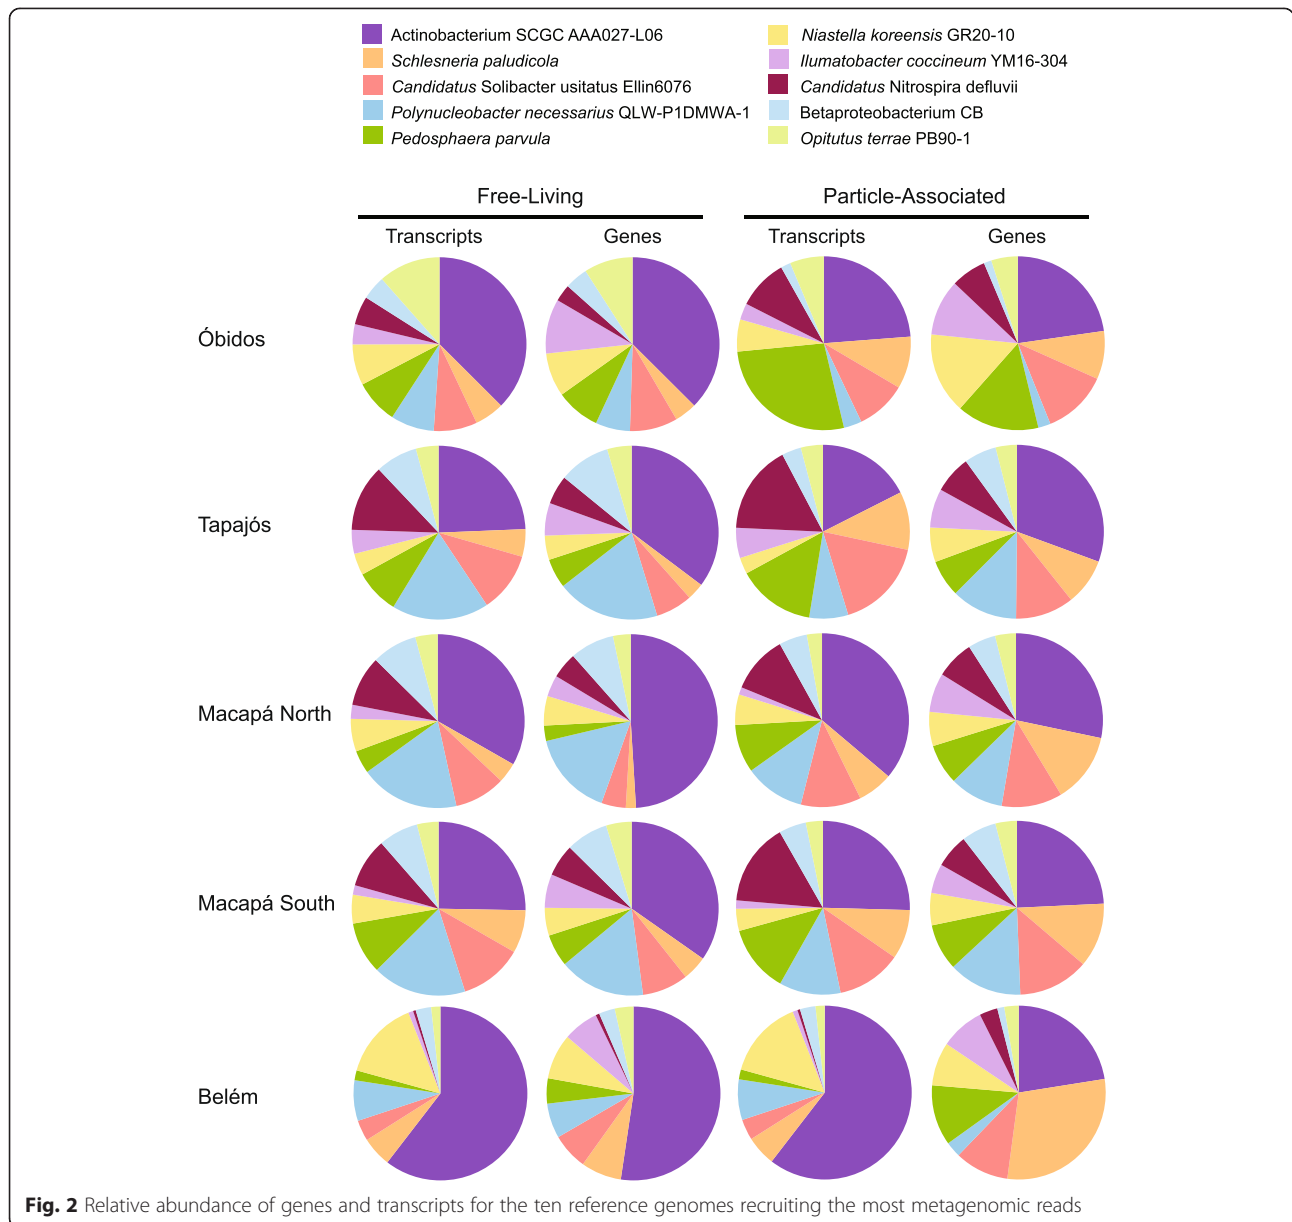 Actinobacterium SCGC AAA027-L06
Schlesneria paludicola
Candidatus Solibacter usitatus Ellin6076
Polynucleobacter necessarius QLW-P1DMWA-1
Pedosphaera parvula
Niastella koreensis GR20-10
Ilumatobacter coccineum YM16-304
Candidatus Nitrospira defluvii
Betaproteobacterium CB
Opitutus terrae PB90-1
Free-Living
Particle-Associated
Transcripts
Genes
Transcripts
Genes
Óbidos
Tapajós
Macapá North
Macapá South
Belém
Fig. 2 Relative abundance of genes and transcripts for the ten reference genomes recruiting the most metagenomic reads